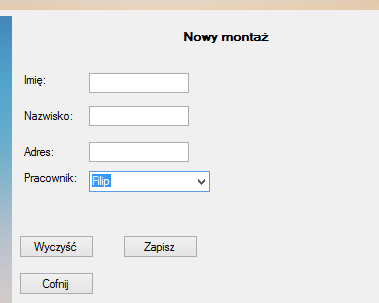 Nowy montaż
Imię:
Nazwisko:
Adres:
Pracownik: Filip
Wyczyść Zapisz
Cofnij